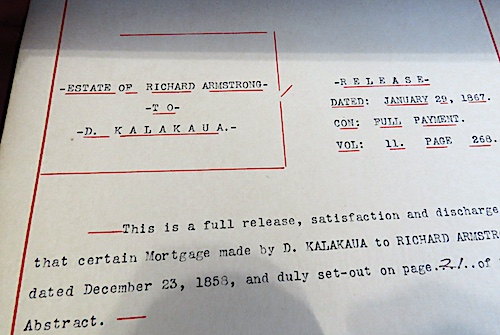 -ESTATE OF RICHARD ARMSTRONG-
-T O-
-D. K A L A K A U A.-
-R E L E A S E-
DATED: JANUARY 29, 1867.
CON: FULL PAYMENT.
VOL: 11. PAGE 268.
This is a full release, satisfaction and discharge
that certain Mortgage made by D. KALAKAUA to RICHARD ARMSTRO
dated December 23, 1858, and duly set-out on page.21..of
Abstract.